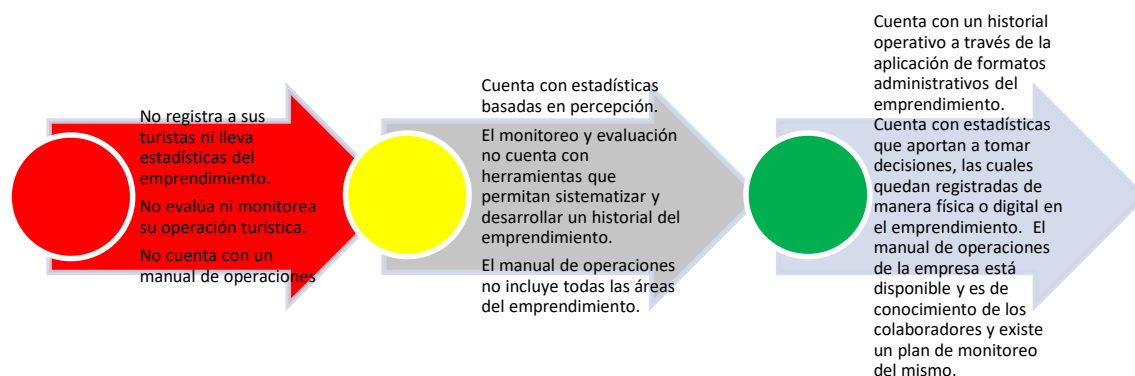 No registra a sus
turistas ni lleva
estadísticas del
emprendimiento.
No evalúa ni monitorea
su operación turística.
No cuenta con un
manual de operaciones
Cuenta con estadísticas
basadas en percepción.
El monitoreo y evaluación
no cuenta con
herramientas que
permitan sistematizar y
desarrollar un historial del
emprendimiento.
El manual de operaciones
no incluye todas las áreas
del emprendimiento.
Cuenta con un historial
operativo a través de la
aplicación de formatos
administrativos del
emprendimiento.
Cuenta con estadísticas
que aportan a tomar
decisiones, las cuales
quedan registradas de
manera física o digital en
el emprendimiento. El
manual de operaciones
de la empresa está
disponible y es de
conocimiento de los
colaboradores y existe
un plan de monitoreo
del mismo.